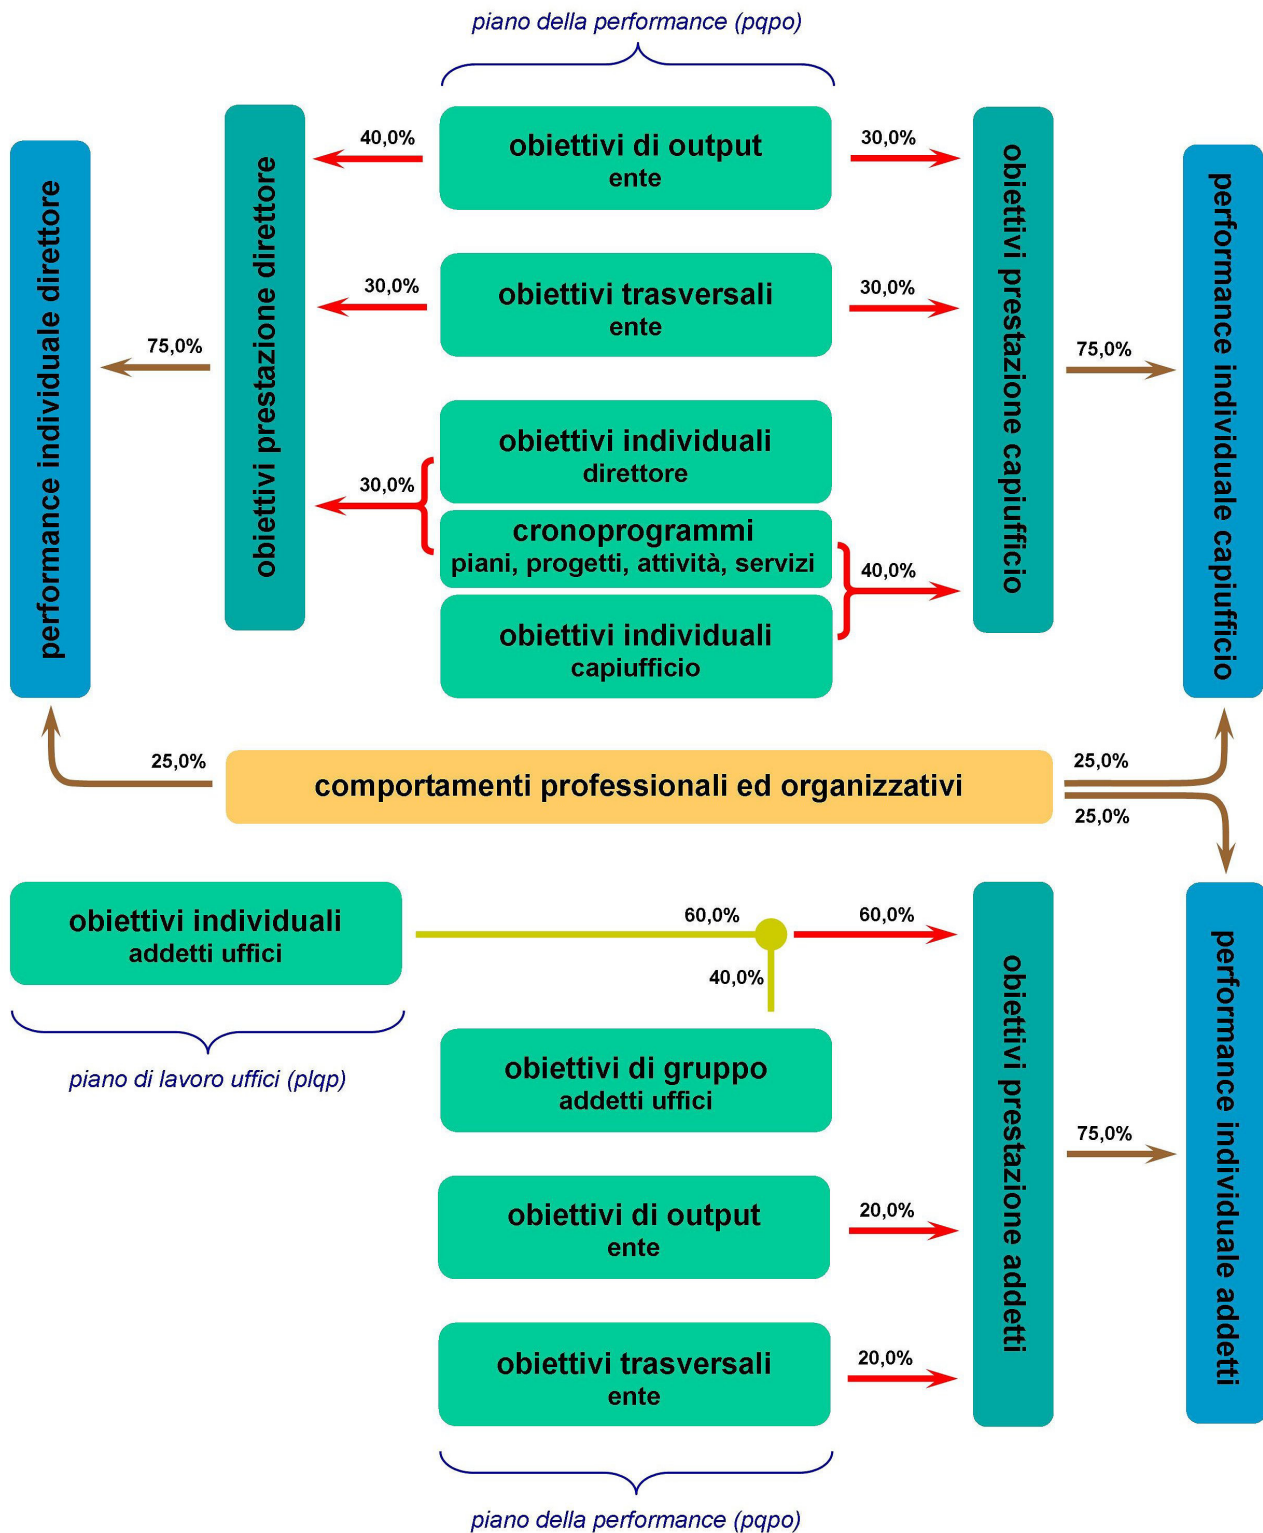 piano della performance (pqpo)
obiettivi di output
ente
40,0%
30,0%
obiettivi trasversali
ente
30,0%
30,0%
obiettivi individuali
direttore
30,0%
cronoprogrammi
piani, progetti, attività, servizi
40,0%
obiettivi individuali
capiufficio
performance individuale direttore
75,0%
obiettivi prestazione direttore
obiettivi prestazione capiufficio
75,0%
performance individuale capiufficio
25,0%
comportamenti professionali ed organizzativi
25,0%
25,0%
obiettivi individuali
addetti uffici
piano di lavoro uffici (plqp)
60,0%
60,0%
40,0%
obiettivi di gruppo
addetti uffici
obiettivi di output
ente
20,0%
obiettivi trasversali
ente
20,0%
obiettivi prestazione addetti
75,0%
performance individuale addetti
piano della performance (pqpo)